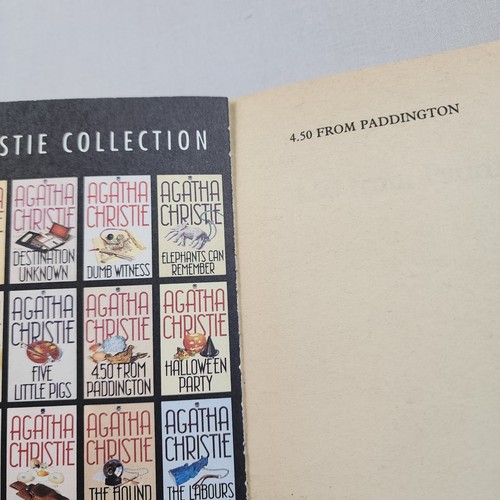 STIE COLLECTION
AGATHA
CHRISTIE
DESTINATION
UNKNOWN
AGATHA
CHRISTIE
DUMB WITNESS
AGATHA
CHRISTIE
ELEPHANTS CAN
REMEMBER
AGATHA
CHRISTIE
FIVE
LITTLE PIGS
AGATHA
CHRISTIE
4.50 FROM
PADDINGTON
AGATHA
CHRISTIE
HALLOWE'EN
PARTY
AGATHA
CHRISTIE
AGATHA
CHRISTIE
THE HOUND
AGATHA
CHRISTIE
THE LABOURS
4.50 FROM PADDINGTON